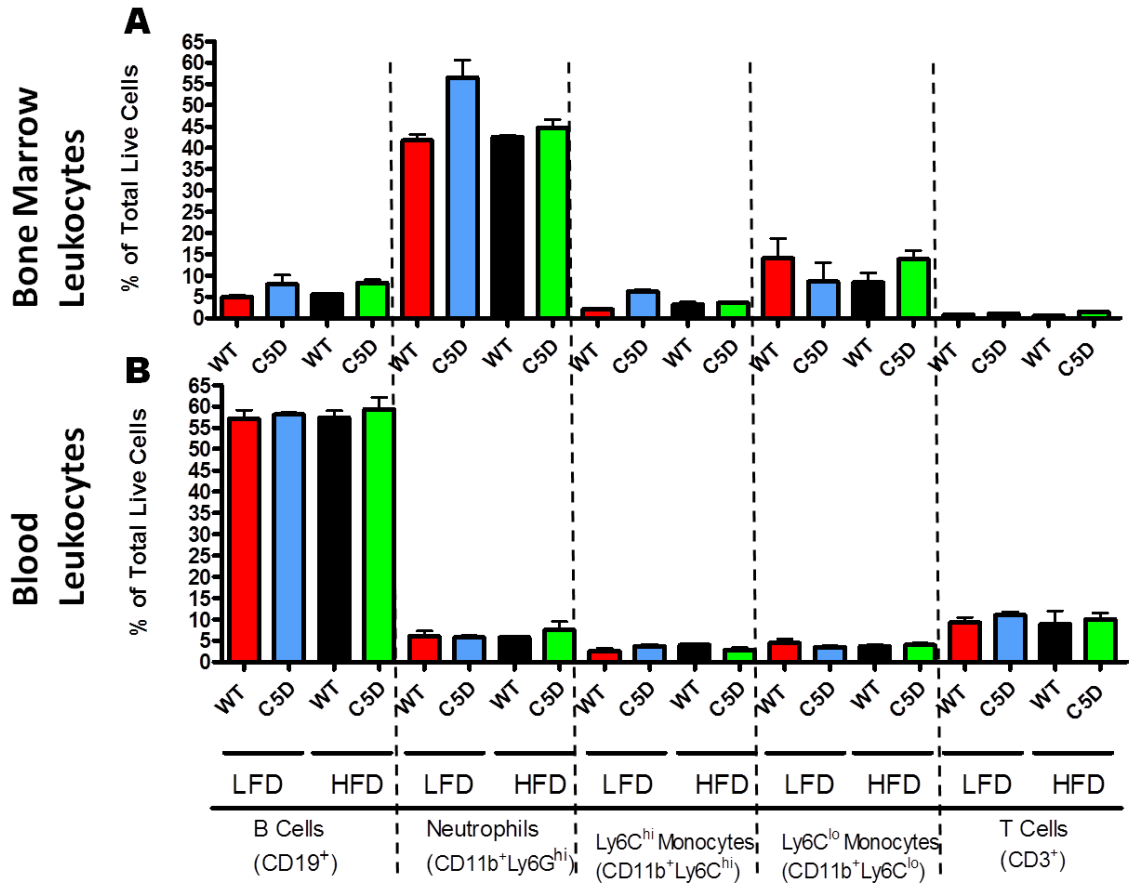 A
Bone Marrow
Leukocytes
% of Total Live Cells
65
60
55
50
45
40
35
30
25
20
15
10
5
0
WT C5D WT C5D WT C5D WT C5D WT C5D WT C5D WT C5D WT C5D WT C5D WT C5D
B
Blood
Leukocytes
% of Total Live Cells
65
60
55
50
45
40
35
30
25
20
15
10
5
0
WT C5D WT C5D WT C5D WT C5D WT C5D WT C5D WT C5D WT C5D WT C5D WT C5D
LFD HFD LFD HFD LFD HFD LFD HFD LFD HFD
B Cells
(CD19⁺)
Neutrophils
(CD11b⁺Ly6Gʰⁱ)
Ly6Cʰⁱ Monocytes
(CD11b⁺Ly6Cʰⁱ)
Ly6Cˡᵒ Monocytes
(CD11b⁺Ly6Cˡᵒ)
T Cells
(CD3⁺)